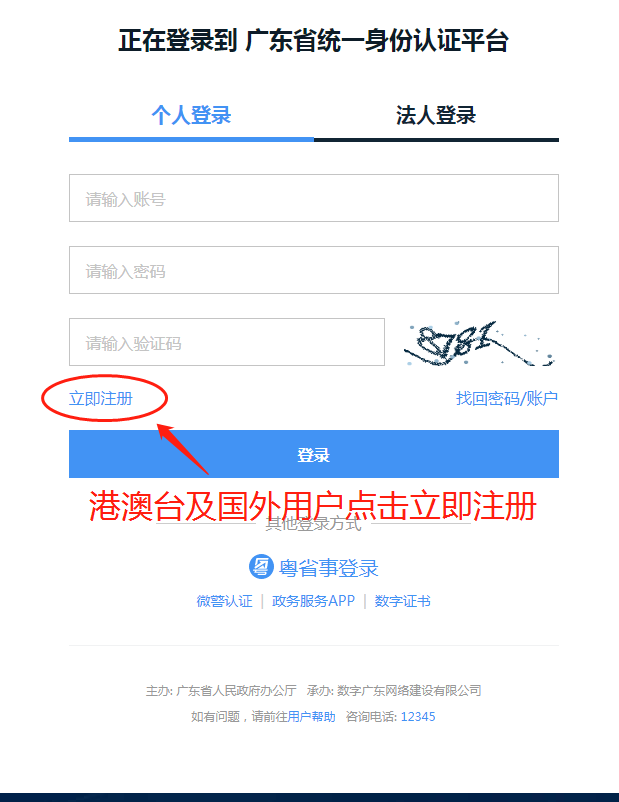 正在登录到 广东省统一身份认证平台
个人登录 法人登录
请输入账号
请输入密码
请输入验证码 8781
立即注册 找回密码/账户
登录
港澳台及国外用户点击立即注册
其他登录方式
粤 粤省事登录
微警认证 | 政务服务APP | 数字证书
主办: 广东省人民政府办公厅 承办: 数字广东网络建设有限公司
如有问题，请前往用户帮助 咨询电话: 12345